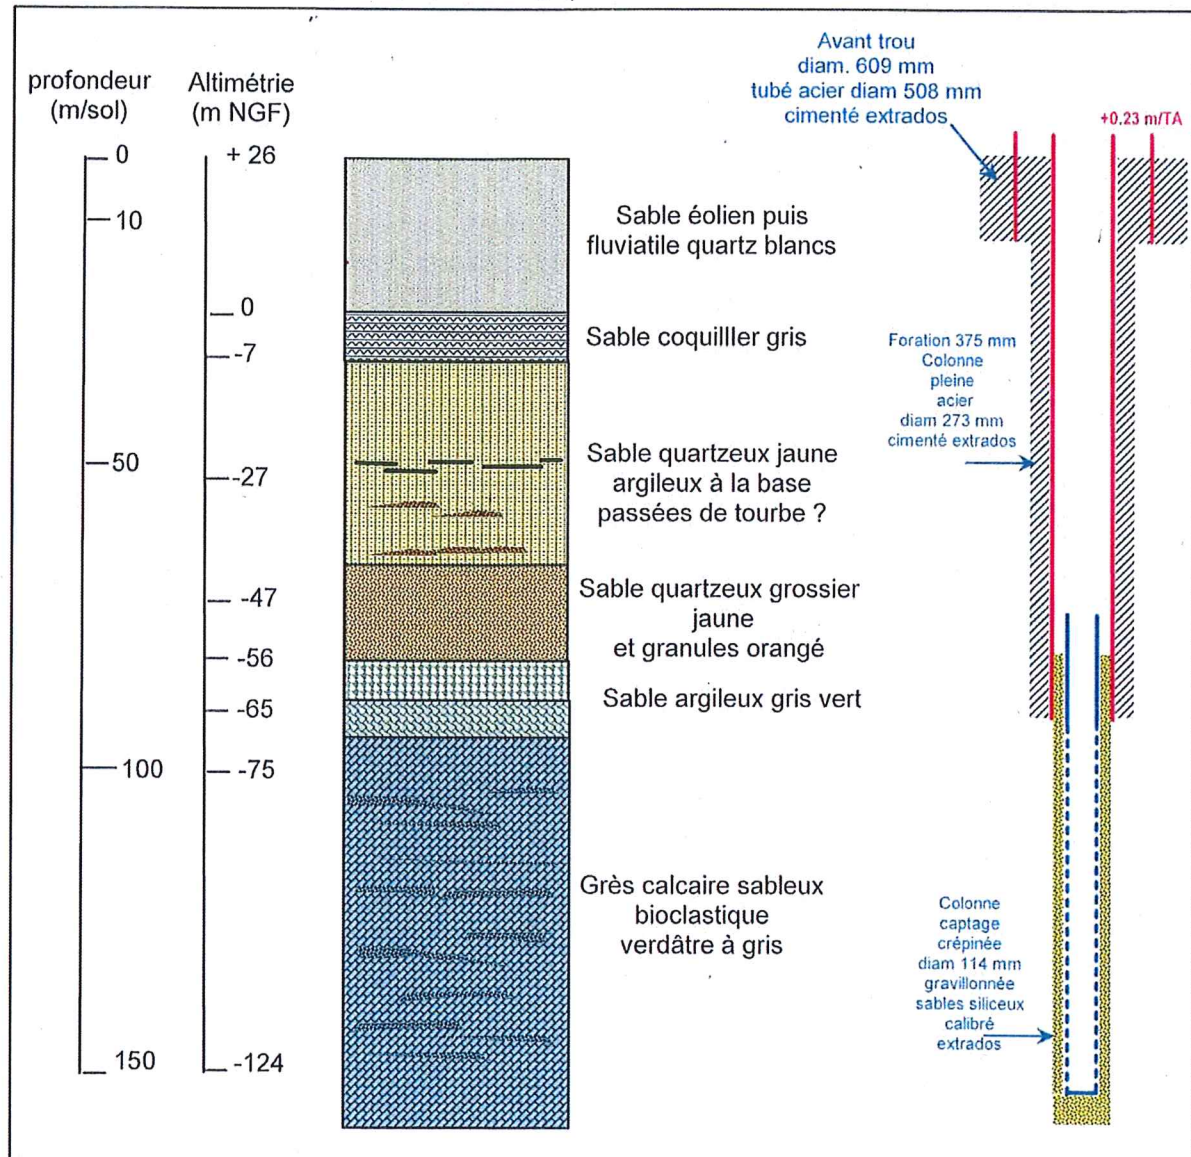 profondeur
(m/sol)
Altimétrie
(m NGF)
0
10
50
100
150
+ 26
0
-7
-27
-47
-56
-65
-75
-124
Sable éolien puis
fluviatile quartz blancs
Sable coquilller gris
Sable quartzeux jaune
argileux à la base
passées de tourbe ?
Sable quartzeux grossier
jaune
et granules orangé
Sable argileux gris vert
Grès calcaire sableux
bioclastique
verdâtre à gris
Avant trou
diam. 609 mm
tubé acier diam 508 mm
cimenté extrados
+0.23 m/TA
Foration 375 mm
Colonne
pleine
acier
diam 273 mm
cimenté extrados
Colonne
captage
crépinée
diam 114 mm
gravillonnée
sables siliceux
calibré
extrados